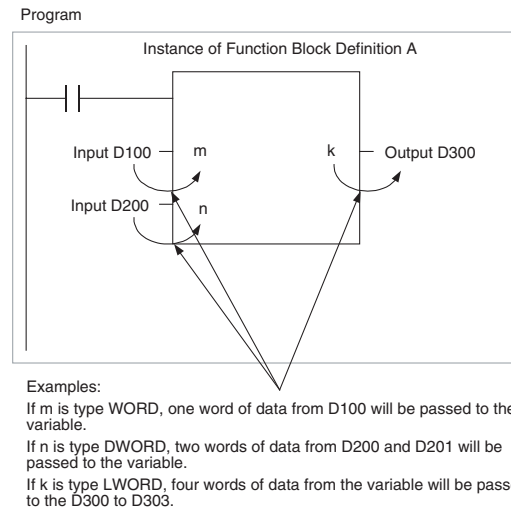 Program
Instance of Function Block Definition A
Input D100 m k Output D300
Input D200 n
Examples:
If m is type WORD, one word of data from D100 will be passed to the
variable.
If n is type DWORD, two words of data from D200 and D201 will be
passed to the variable.
If k is type LWORD, four words of data from the variable will be pass
to the D300 to D303.